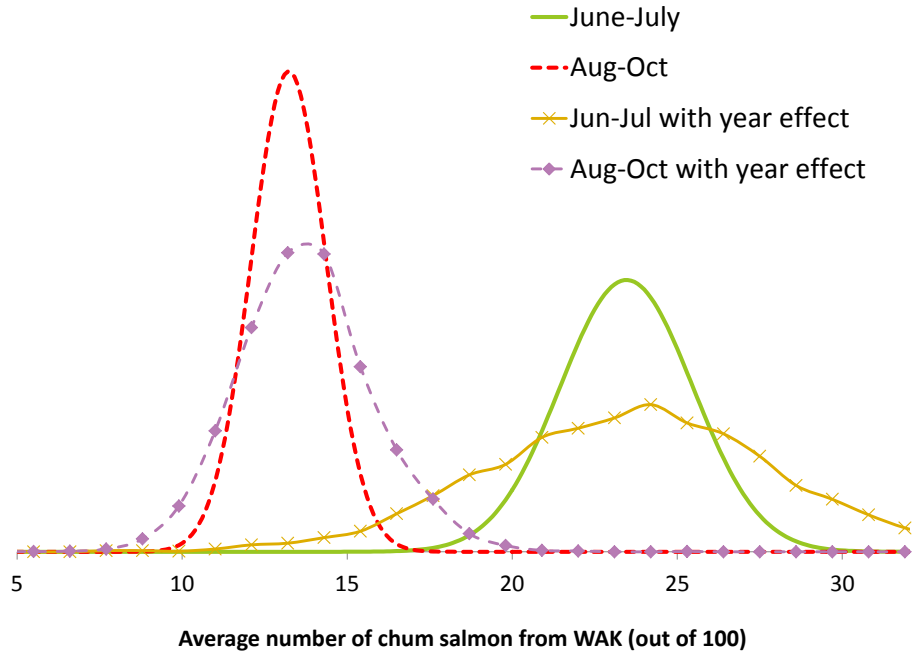 June-July
Aug-Oct
Jun-Jul with year effect
Aug-Oct with year effect
5 10 15 20 25 30
Average number of chum salmon from WAK (out of 100)